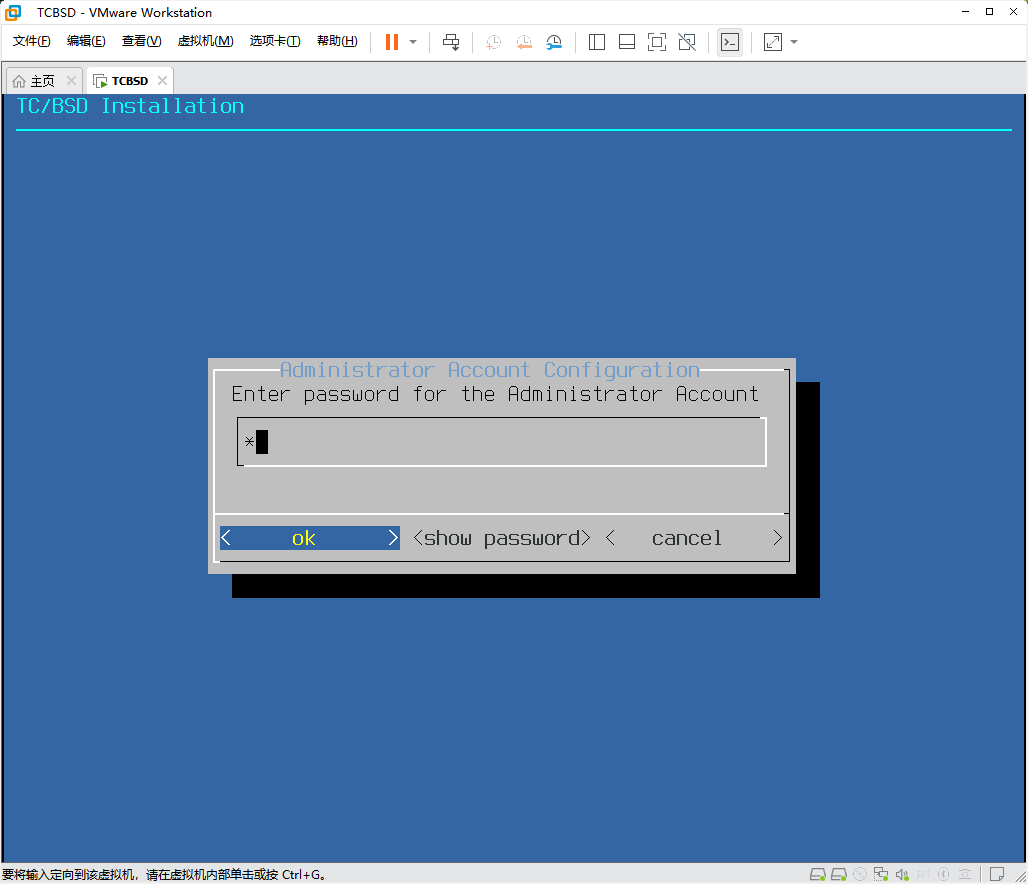 TCBSD - VMware Workstation
文件(F) 编辑(E) 查看(V) 虚拟机(M) 选项卡(T) 帮助(H)
主页 TCBSD
TC/BSD Installation
Administrator Account Configuration
Enter password for the Administrator Account
*
< ok > <show password> < cancel >
要将输入定向到该虚拟机，请在虚拟机内部单击或按 Ctrl+G。